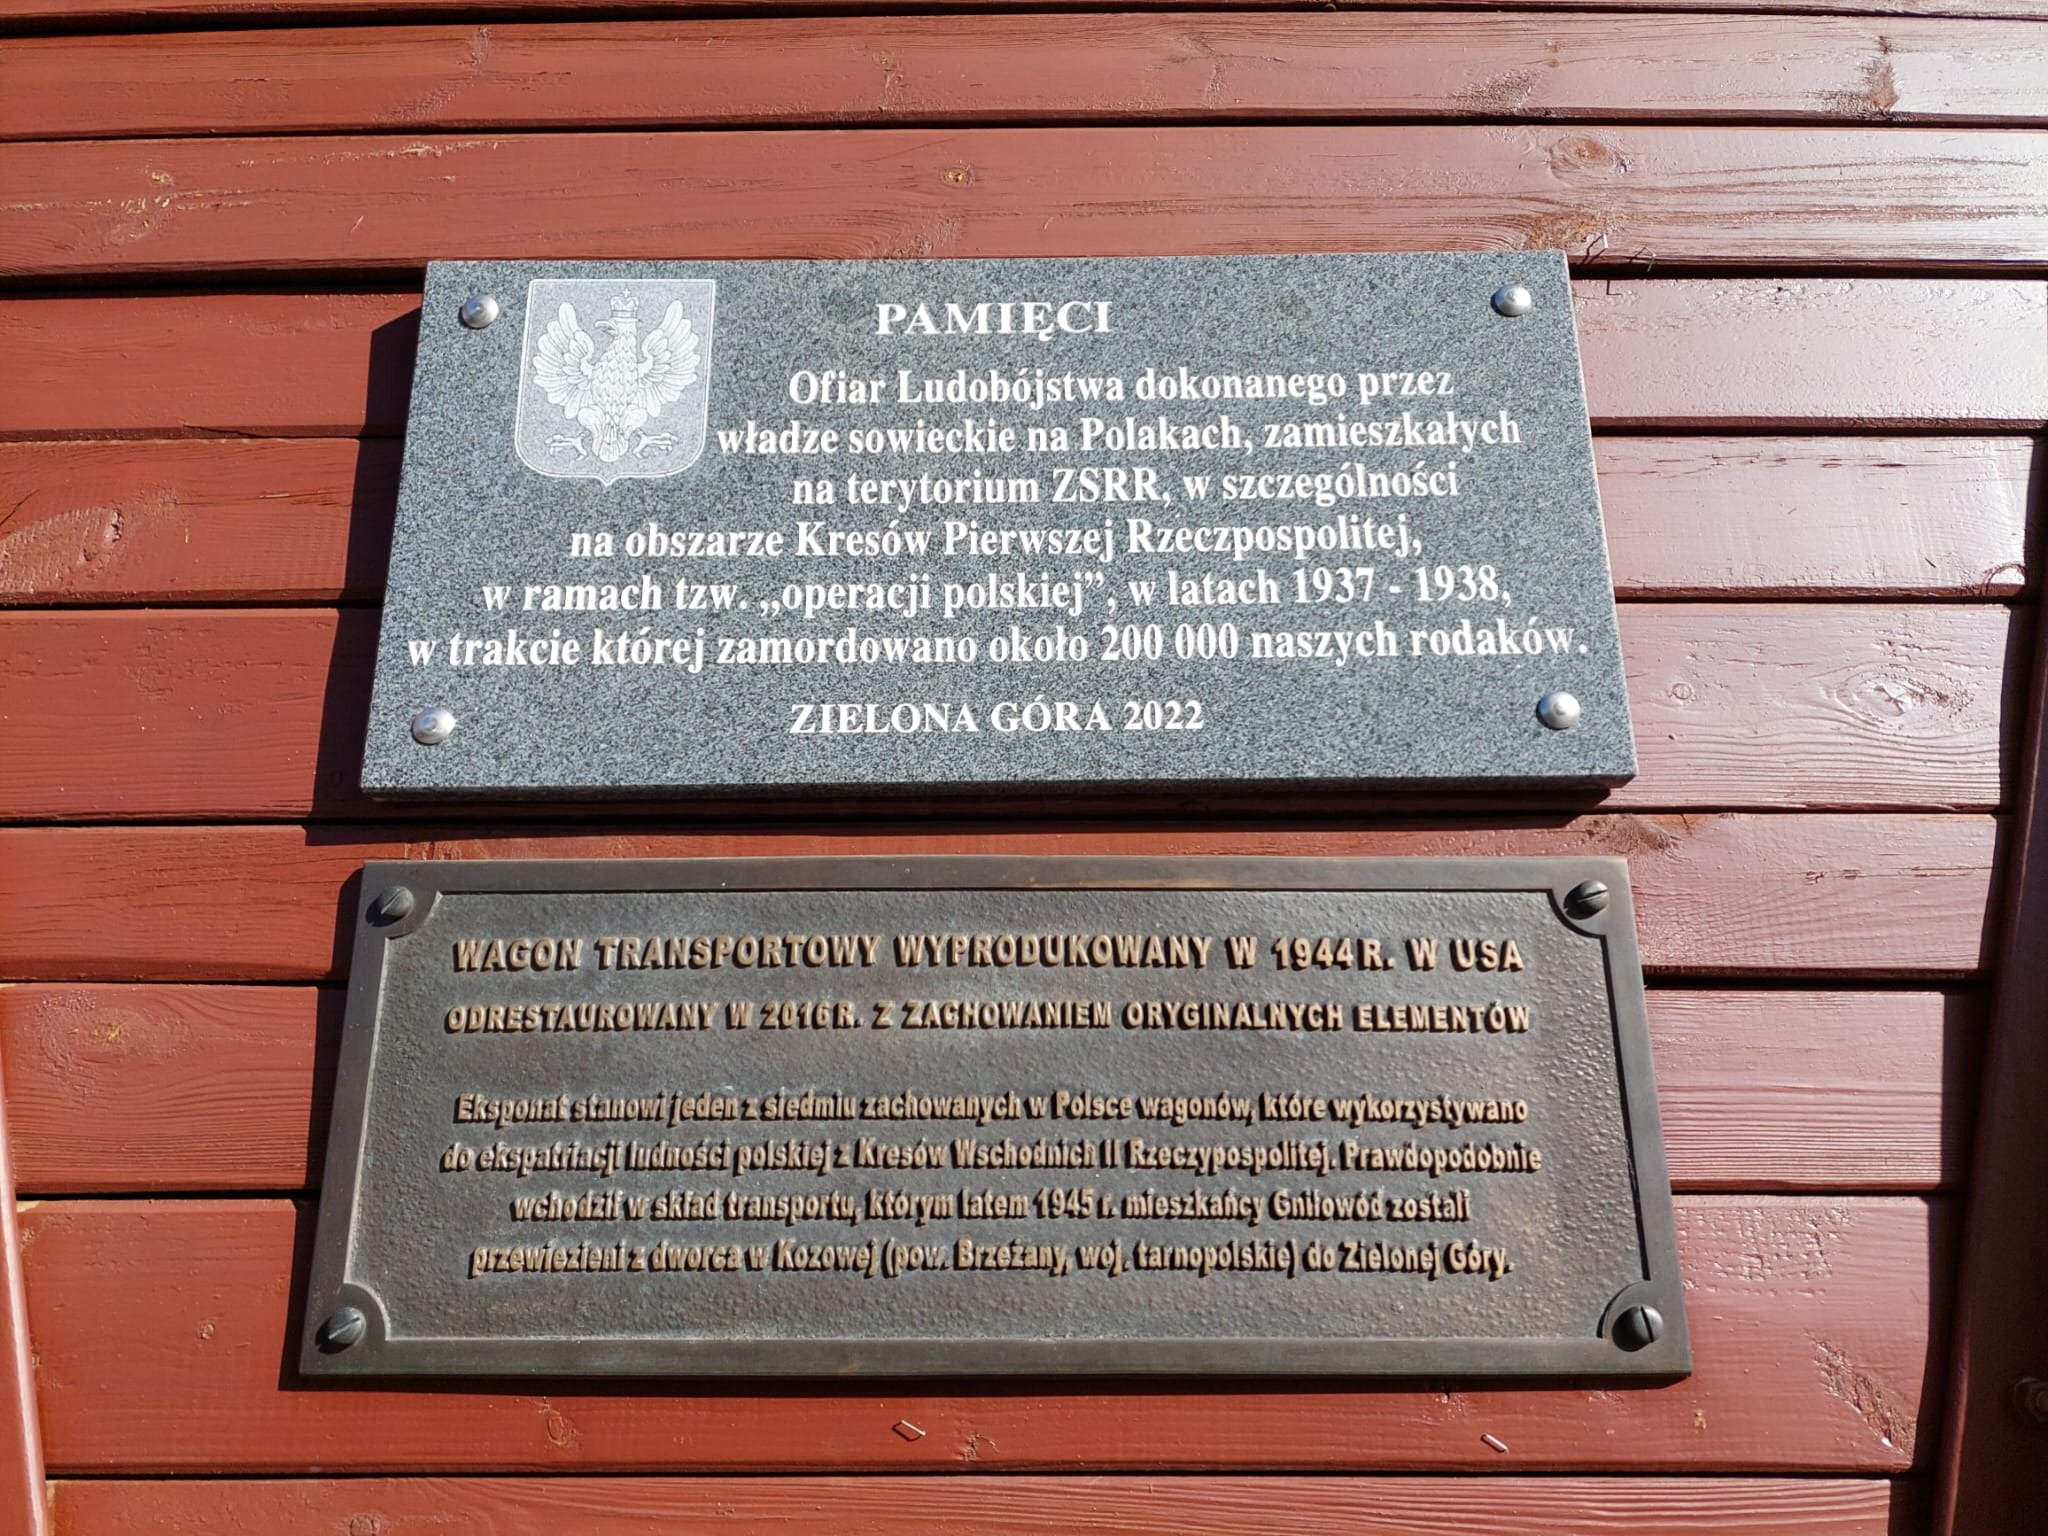 PAMIĘCI
Ofiar Ludobójstwa dokonanego przez
władze sowieckie na Polakach, zamieszkałych
na terytorium ZSRR, w szczególności
na obszarze Kresów Pierwszej Rzeczpospolitej,
w ramach tzw. „operacji polskiej”, w latach 1937 - 1938,
w trakcie której zamordowano około 200 000 naszych rodaków.
ZIELONA GÓRA 2022
WAGON TRANSPORTOWY WYPRODUKOWANY W 1944 R. W USA
ODRESTAUROWANY W 2016 R. Z ZACHOWANIEM ORYGINALNYCH ELEMENTÓW
Eksponat stanowi jeden z siedmiu zachowanych w Polsce wagonów, które wykorzystywano
do ekspatriacji ludności polskiej z Kresów Wschodnich II Rzeczypospolitej. Prawdopodobnie
wchodził w skład transportu, którym latem 1945 r. mieszkańcy Gniłowód zostali
przewiezieni z dworca w Kozowej (pow. Brzeżany, woj. tarnopolskie) do Zielonej Góry.